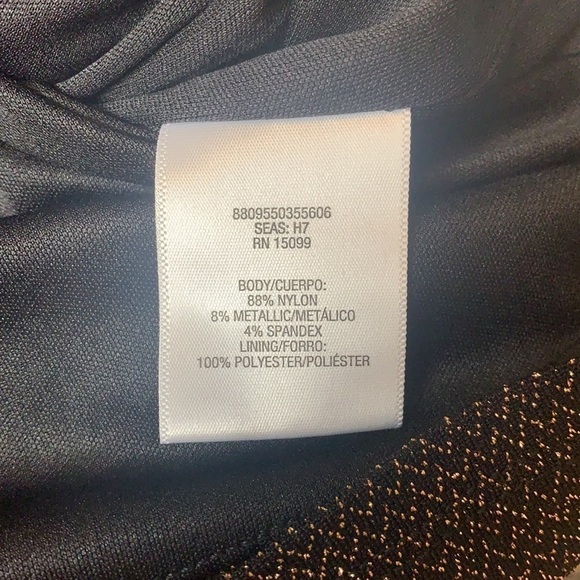 8809550355606
SEAS: H7
RN 15099
BODY/CUERPO:
88% NYLON
8% METALLIC/METÁLICO
4% SPANDEX
LINING/FORRO:
100% POLYESTER/POLIÉSTER